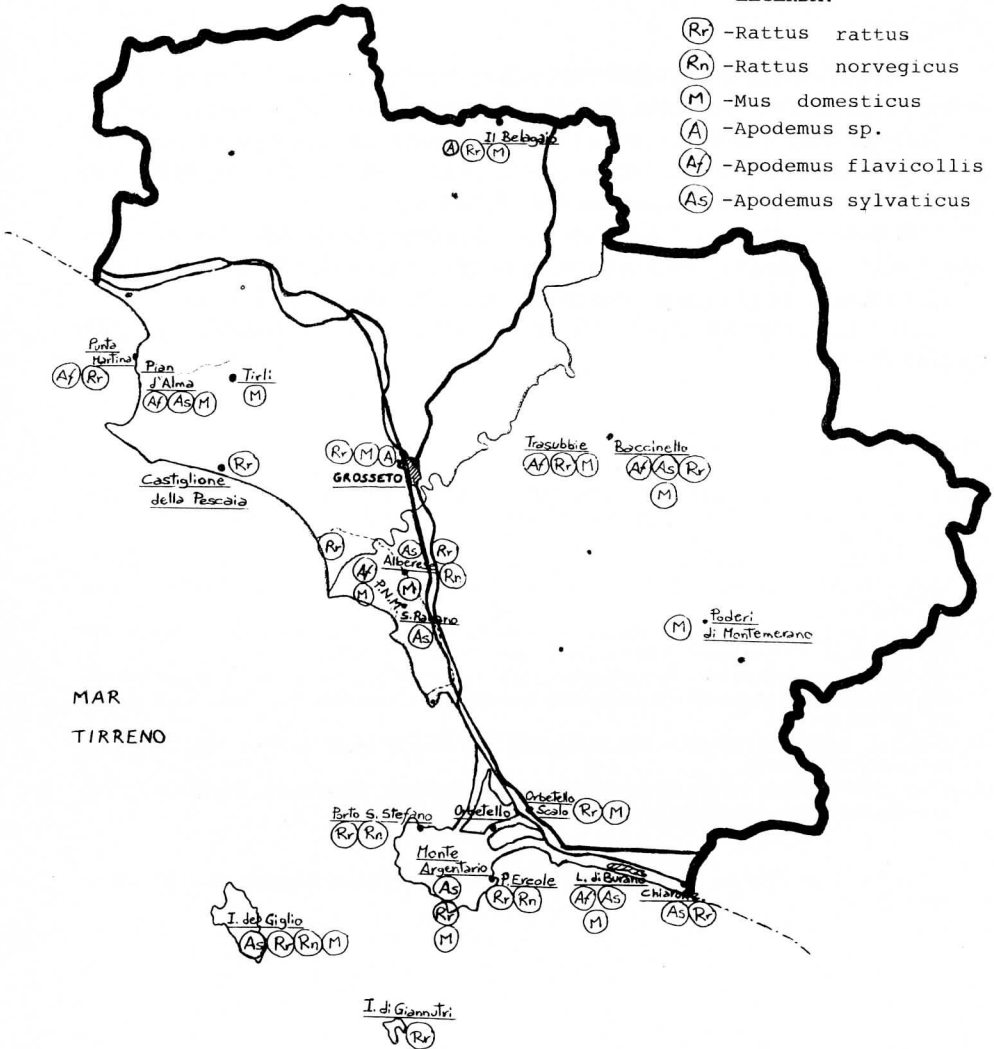 Rr -Rattus rattus
Rn -Rattus norvegicus
M -Mus domesticus
A -Apodemus sp.
Af -Apodemus flavicollis
As -Apodemus sylvaticus
Il Belagaio
A Rr M
Punta
Martina
Af Rr
Pian
d'Alma
Af As M
Tirli
M
Rr
Castiglione
della Pescaia
Rr M A
GROSSETO
Trasubbie
Af Rr M
Baccinello
Af As Rr
M
Rr
As Rr
Alberese
Rn
Af
M
P.N.M.
M
As
Poderi
M
di Montemerano
MAR
TIRRENO
Porto S. Stefano
Rr Rn
Orbetello
Orbetello
Scalo
Rr M
Monte
Argentario
As
Rr
M
P. Ercole
Rr Rn
L. di Burano
Af As
M
Chiarone
As Rr
I. del Giglio
As Rr Rn M
I. di Giannutri
Rr